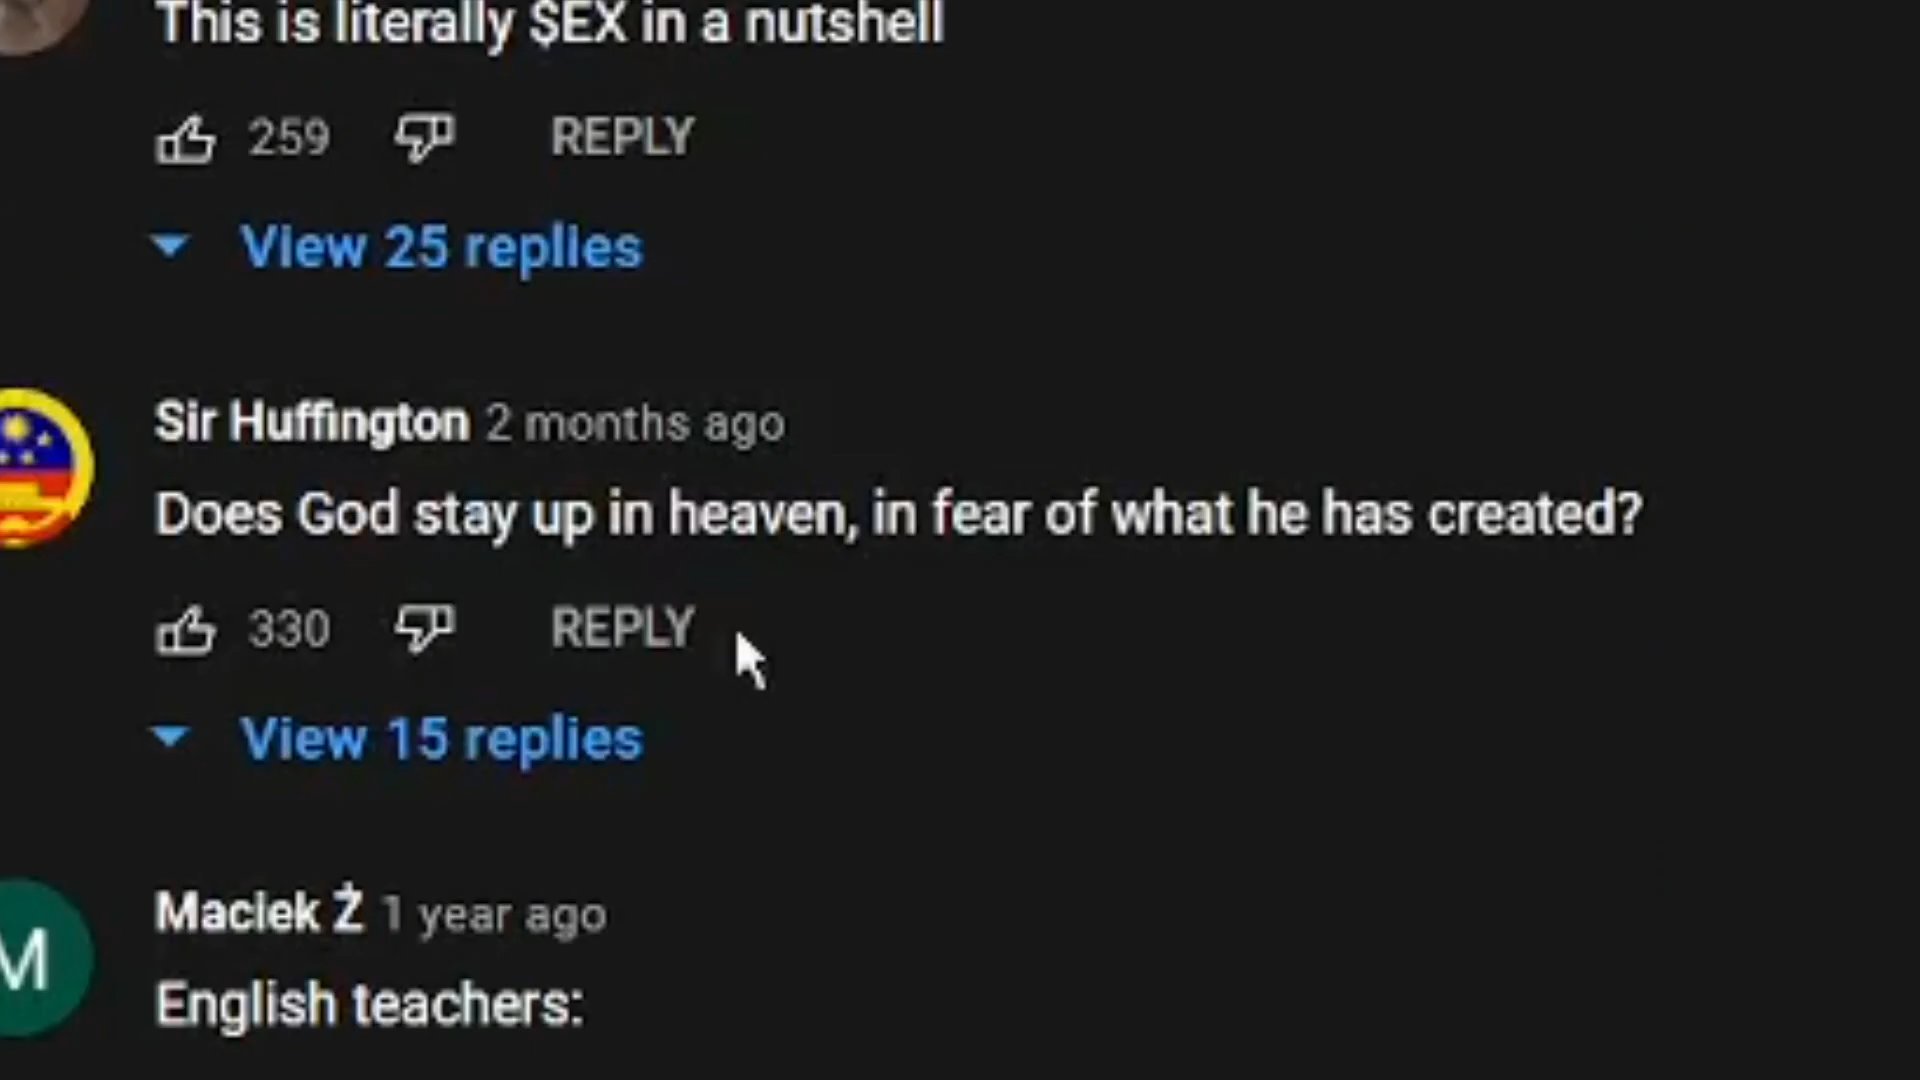 This is literally $EX in a nutshell
259 REPLY
View 25 replies
Sir Huffington 2 months ago
Does God stay up in heaven, in fear of what he has created?
330 REPLY
View 15 replies
M
Maciek Ż 1 year ago
English teachers: